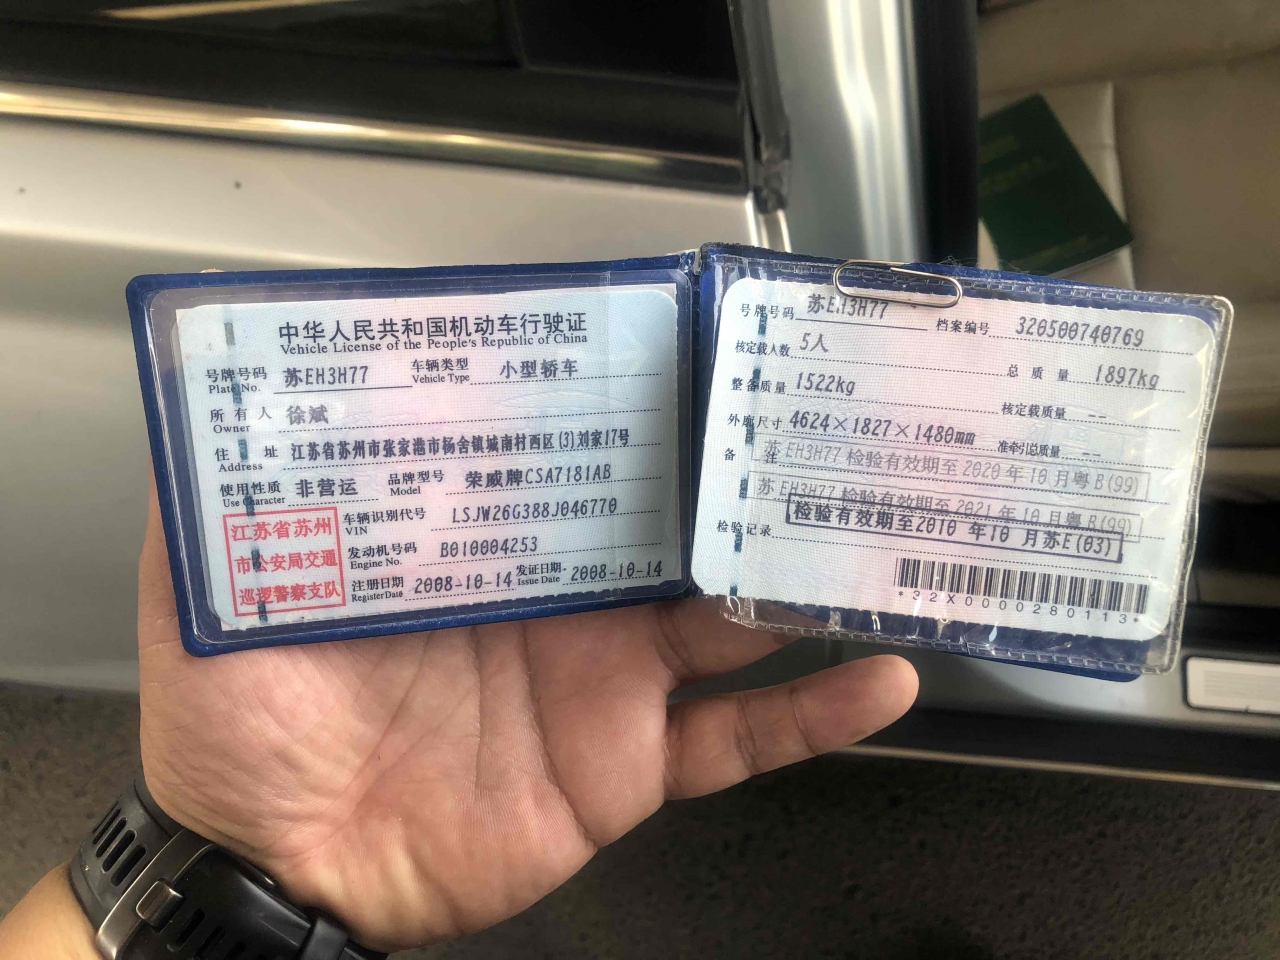 中华人民共和国机动车行驶证
Vehicle License of the People's Republic of China
号牌号码 苏EH3H77 车辆类型 小型轿车
Plate No. Vehicle Type
所有人 徐斌
Owner
住址 江苏省苏州市张家港市杨舍镇城南村西区(3)刘家17号
Address
使用性质 非营运 品牌型号 荣威牌CSA7181AB
Use Character Model
江苏省苏州
市公安局交通
巡逻警察支队
车辆识别代号 LSJW26G388J046770
VIN
发动机号码 B010004253
Engine No.
注册日期 2008-10-14 发证日期 2008-10-14
Register Date Issue Date
号牌号码 苏EH3H77 档案编号 320500740769
核定载人数 5人 总质量 1897kg
整备质量 1522kg 核定载质量 --
外廓尺寸 4624×1827×1480mm 准牵引总质量 --
备注 苏EH3H77 检验有效期至2020年10月粤B(99)
苏EH3H77 检验有效期至2021年10月粤B(99)
检验记录 检验有效期至2010年10月苏E(03)
*32X0000280113*